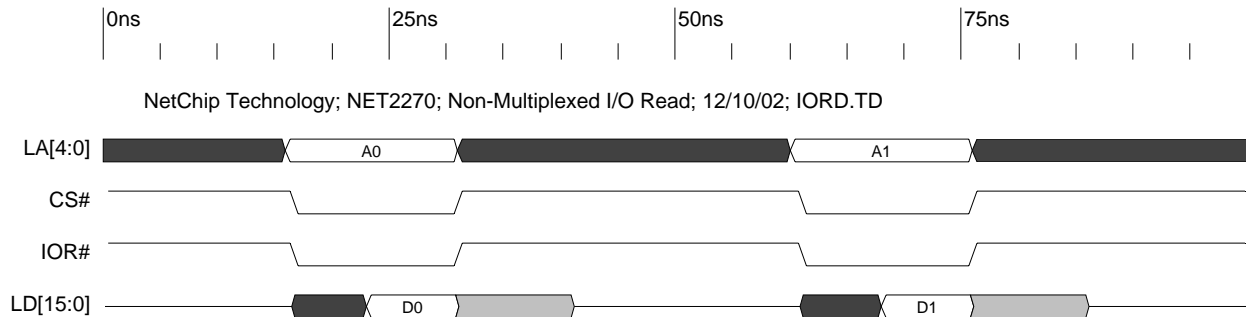 0ns 25ns 50ns 75ns
NetChip Technology; NET2270; Non-Multiplexed I/O Read; 12/10/02; IORD.TD
LA[4:0] A0 A1
CS#
IOR#
LD[15:0] D0 D1